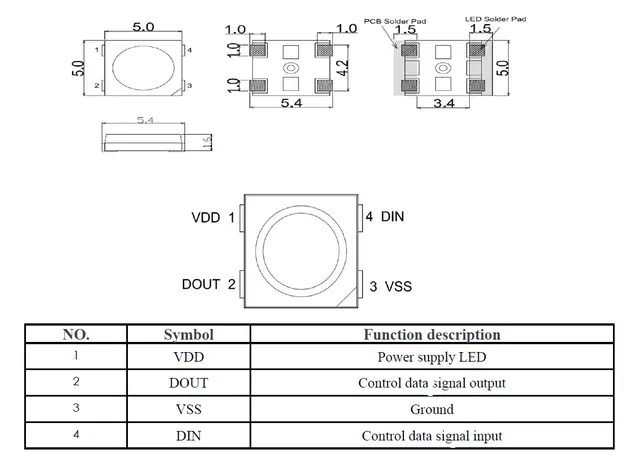 PCB Solder Pad LED Solder Pad
5.0 1.0 1.0 1.5 1.5
1 4
5.0 1.0 4.2 5.0
2 3 1.0
5.4 3.4
5.4
1.6
VDD 1 4 DIN
DOUT 2 3 VSS
NO. Symbol Function description
1 VDD Power supply LED
2 DOUT Control data signal output
3 VSS Ground
4 DIN Control data signal input